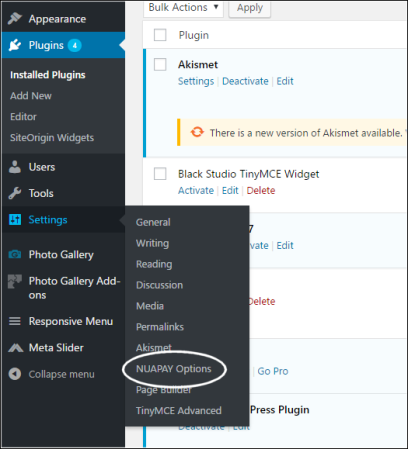 Appearance
Plugins 4
Installed Plugins
Add New
Editor
SiteOrigin Widgets
Users
Tools
Settings
Photo Gallery
Photo Gallery Add-
ons
Responsive Menu
Meta Slider
Collapse menu
General
Writing
Reading
Discussion
Media
Permalinks
Akismet
NUAPAY Options
Page Builder
TinyMCE Advanced
Bulk Actions Apply
Plugin
Akismet
Settings | Deactivate | Edit
There is a new version of Akismet available.
Black Studio TinyMCE Widget
Activate | Edit | Delete
7
| Edit
Delete
| Go Pro
Press Plugin
Deactivate | Edit